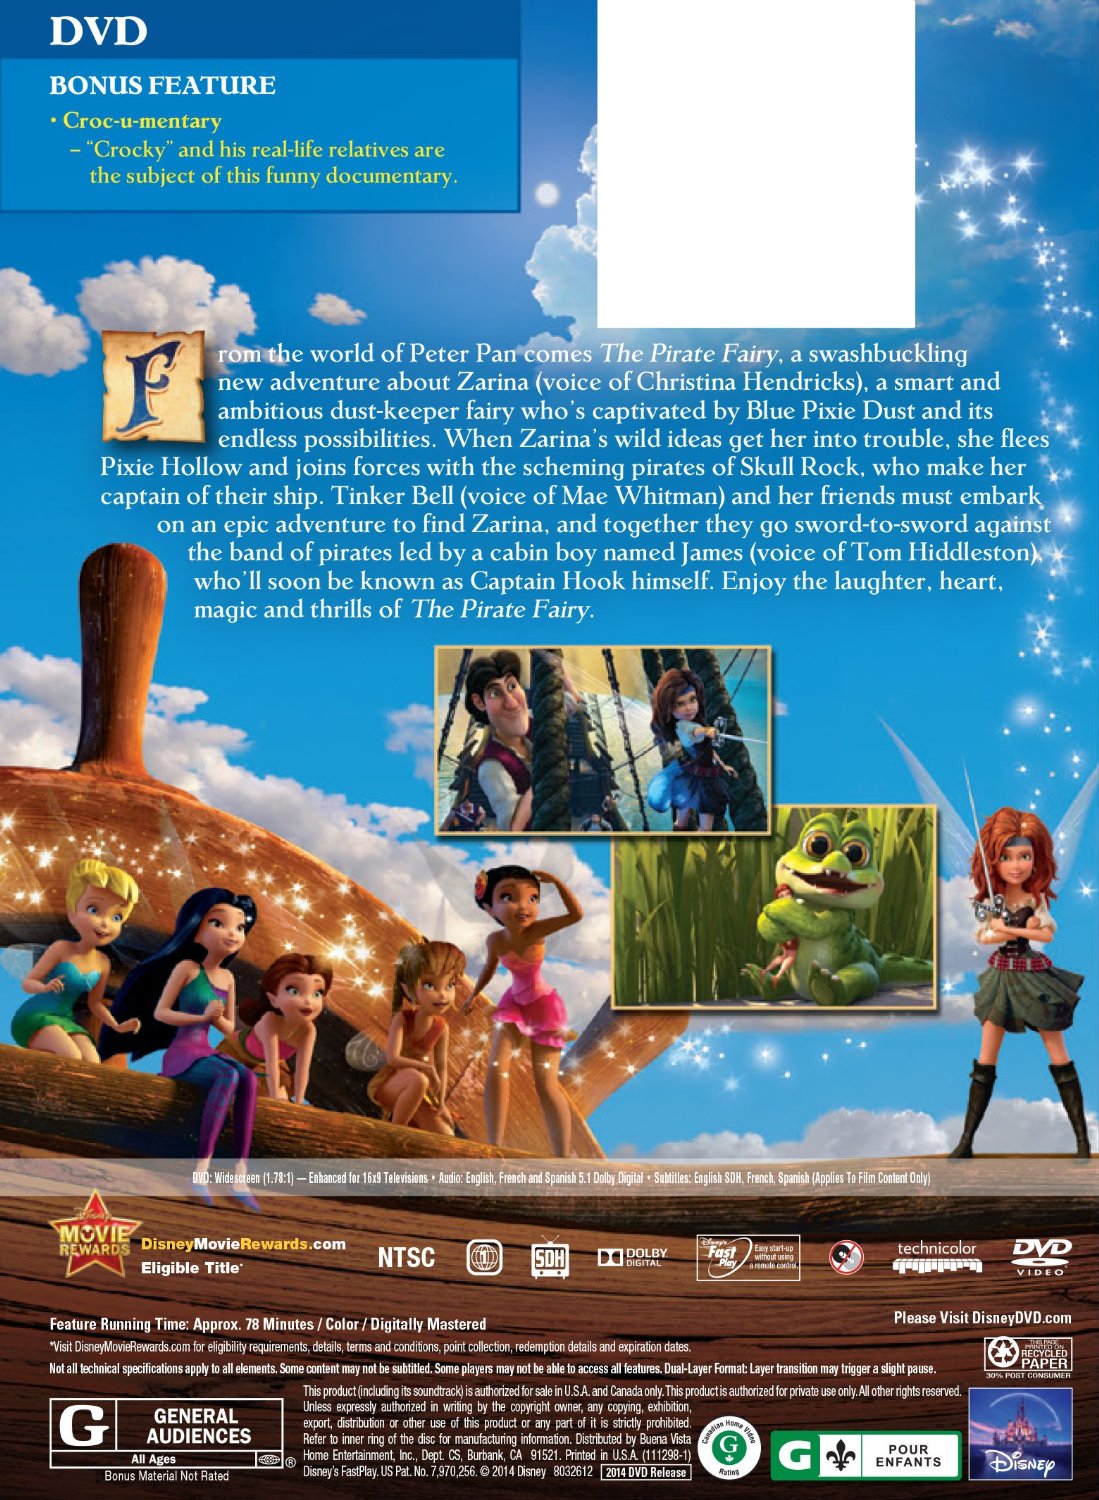 DVD
BONUS FEATURE
• Croc-u-mentary
– “Crocky” and his real-life relatives are
the subject of this funny documentary.
From the world of Peter Pan comes The Pirate Fairy, a swashbuckling
new adventure about Zarina (voice of Christina Hendricks), a smart and
ambitious dust-keeper fairy who’s captivated by Blue Pixie Dust and its
endless possibilities. When Zarina’s wild ideas get her into trouble, she flees
Pixie Hollow and joins forces with the scheming pirates of Skull Rock, who make her
captain of their ship. Tinker Bell (voice of Mae Whitman) and her friends must embark
on an epic adventure to find Zarina, and together they go sword-to-sword against
the band of pirates led by a cabin boy named James (voice of Tom Hiddleston),
who’ll soon be known as Captain Hook himself. Enjoy the laughter, heart,
magic and thrills of The Pirate Fairy.
DVD: Widescreen (1.78:1) — Enhanced for 16x9 Televisions • Audio: English, French and Spanish 5.1 Dolby Digital • Subtitles: English SDH, French, Spanish (Applies To Film Content Only)
Disney
MOVIE
REWARDS
DisneyMovieRewards.com
Eligible Title*
NTSC
1
SDH
DOLBY
DIGITAL
Disney's
Fast
Play
Easy start-up
without using
a remote control.
technicolor
DVD
VIDEO
Feature Running Time: Approx. 78 Minutes / Color / Digitally Mastered
Please Visit DisneyDVD.com
*Visit DisneyMovieRewards.com for eligibility requirements, details, terms and conditions, point collection, redemption details and expiration dates.
Not all technical specifications apply to all elements. Some content may not be subtitled. Some players may not be able to access all features. Dual-Layer Format: Layer transition may trigger a slight pause.
THIS PAGE
PRINTED ON
RECYCLED
PAPER
30% POST CONSUMER
G
GENERAL
AUDIENCES
All Ages
®
Bonus Material Not Rated
This product (including its soundtrack) is authorized for sale in U.S.A. and Canada only. This product is authorized for private use only. All other rights reserved.
Unless expressly authorized in writing by the copyright owner, any copying, exhibition,
export, distribution or other use of this product or any part of it is strictly prohibited.
Refer to inner ring of the disc for manufacturing information. Distributed by Buena Vista
Home Entertainment, Inc., Dept. CS, Burbank, CA 91521. Printed in U.S.A. (111298-1)
Disney’s FastPlay. US Pat. No. 7,970,256. © 2014 Disney 8032612 2014 DVD Release
Canadian Home Video
G
Rating
G
POUR
ENFANTS
Disney